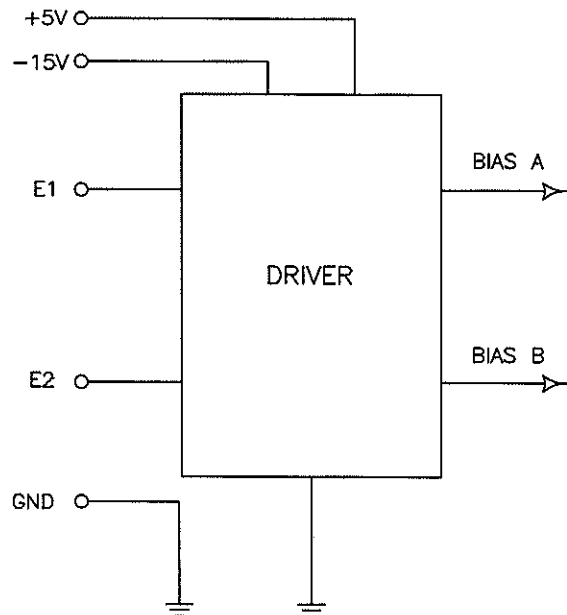 +5V
-15V
BIAS A
E1
DRIVER
BIAS B
E2
GND